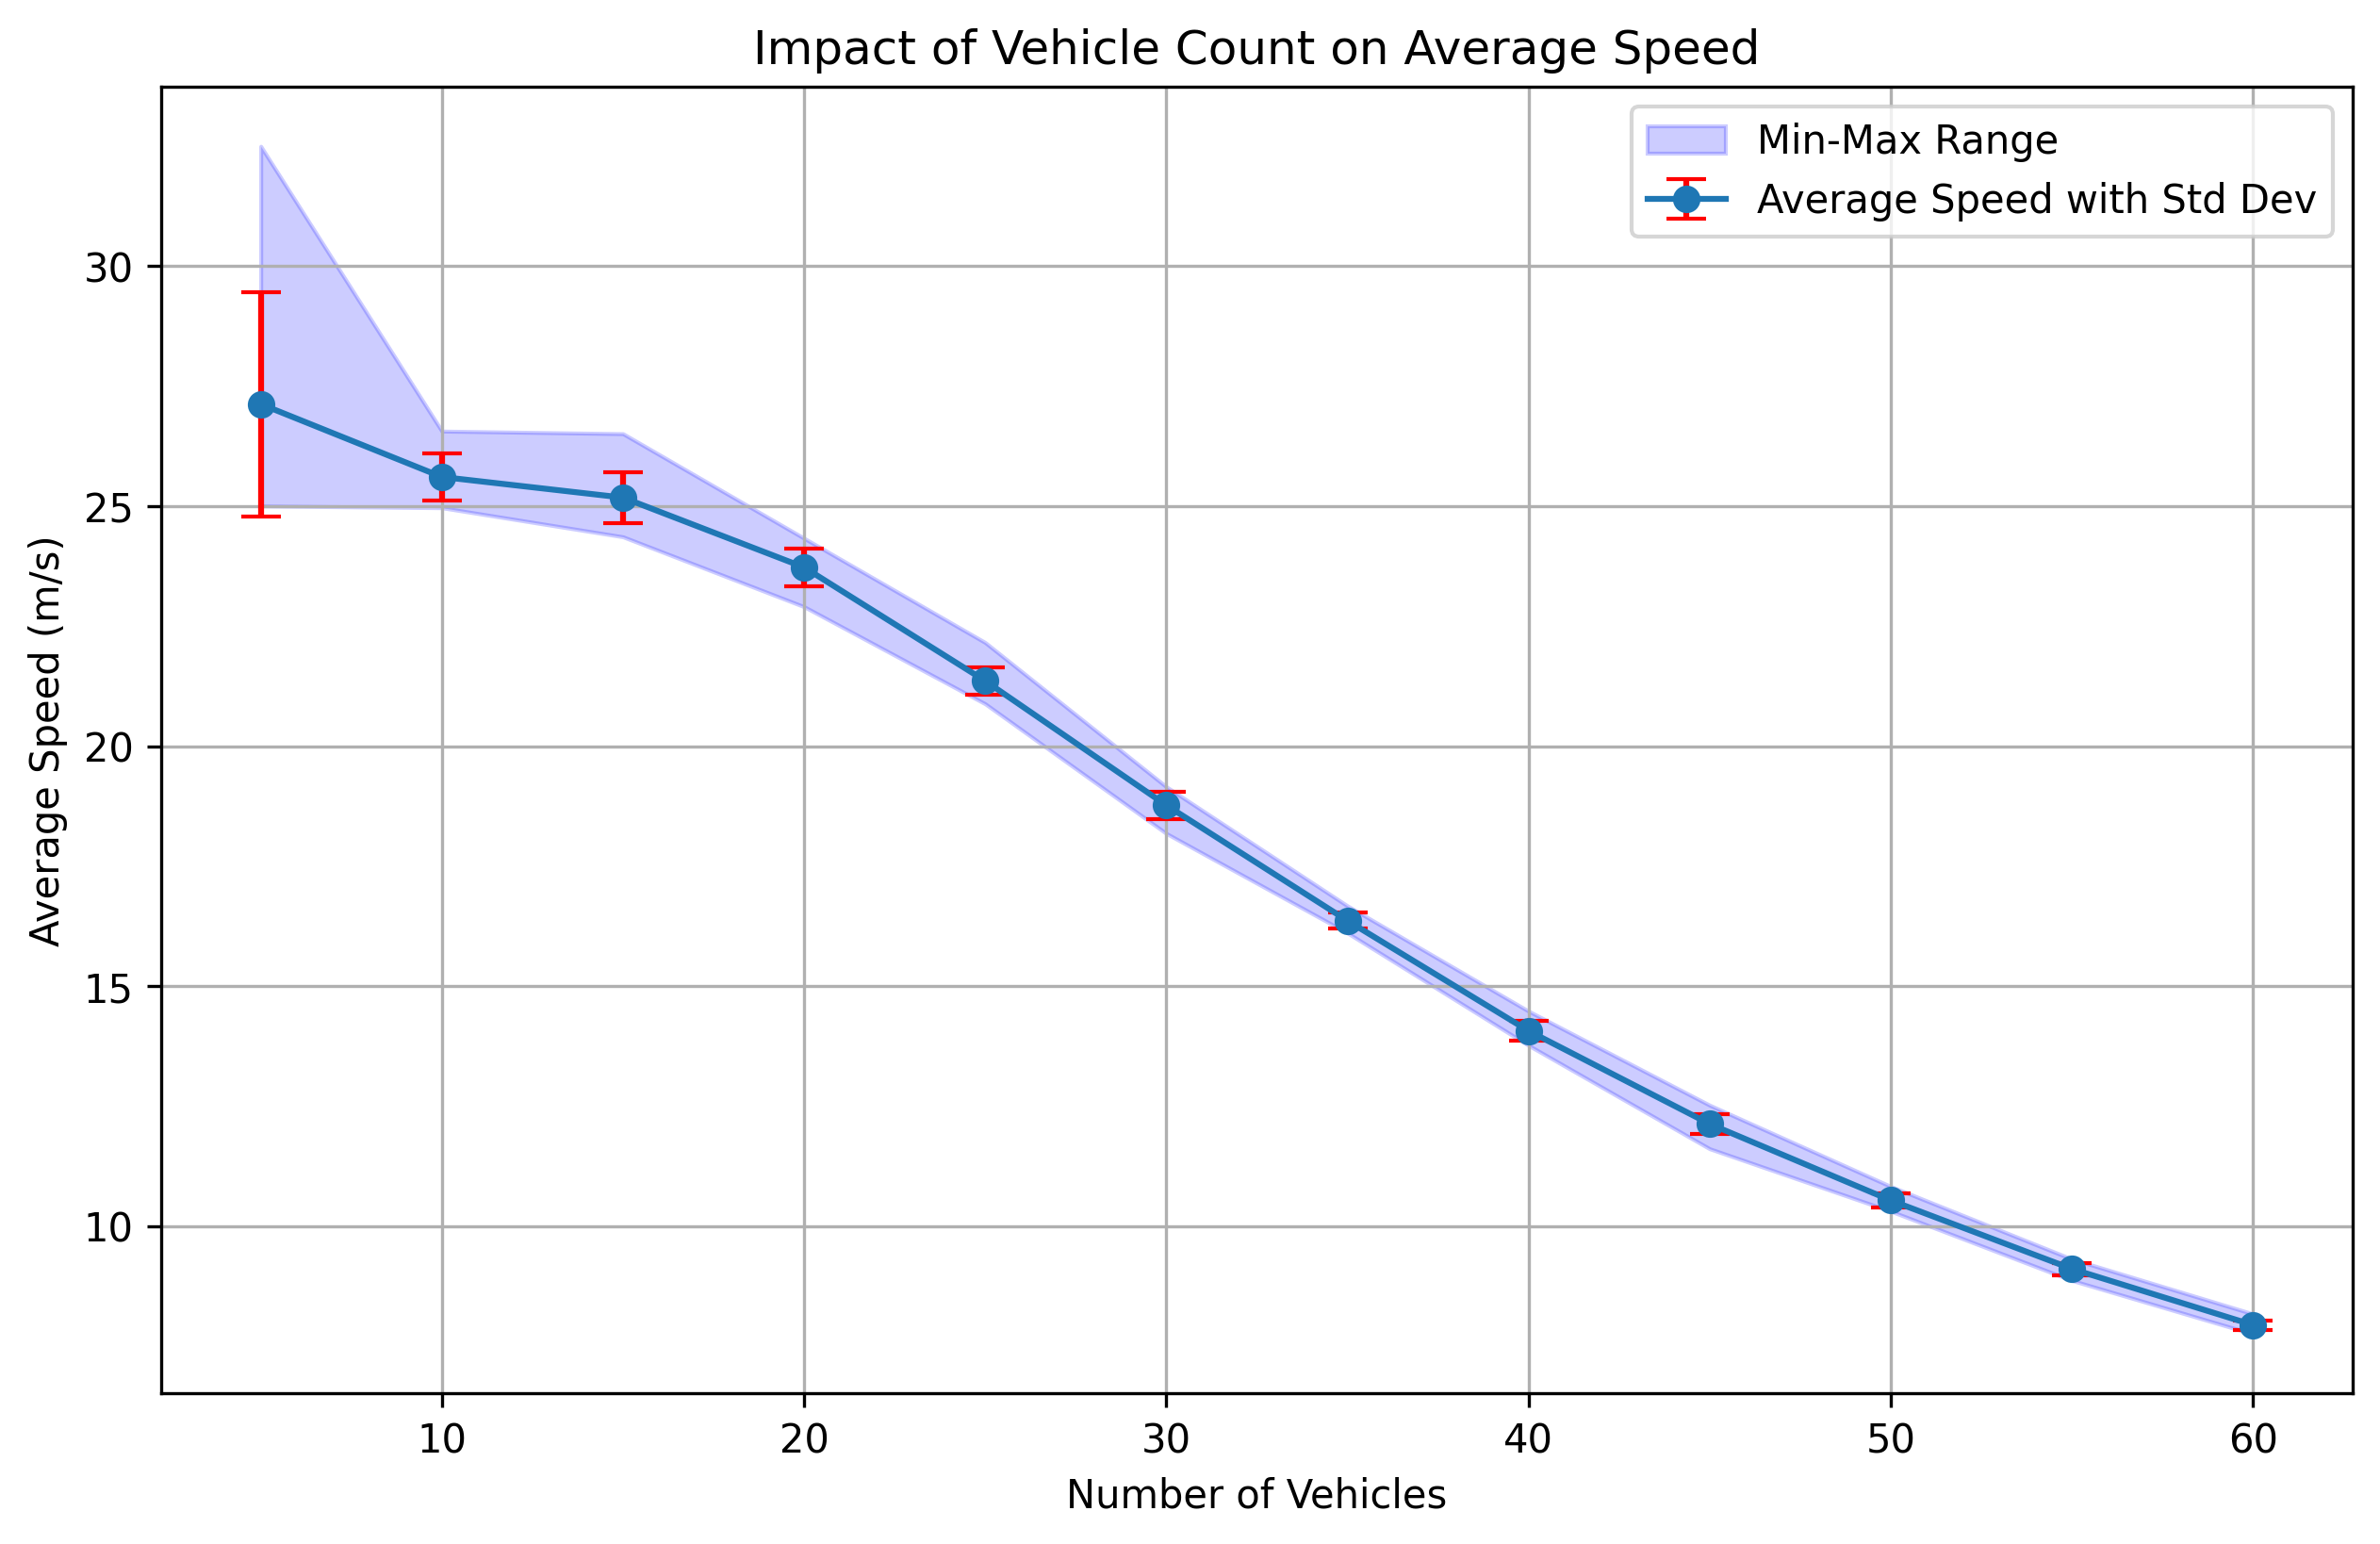 Impact of Vehicle Count on Average Speed
Min-Max Range
Average Speed with Std Dev
Average Speed (m/s)
30
25
20
15
10
10
20
30
40
50
60
Number of Vehicles